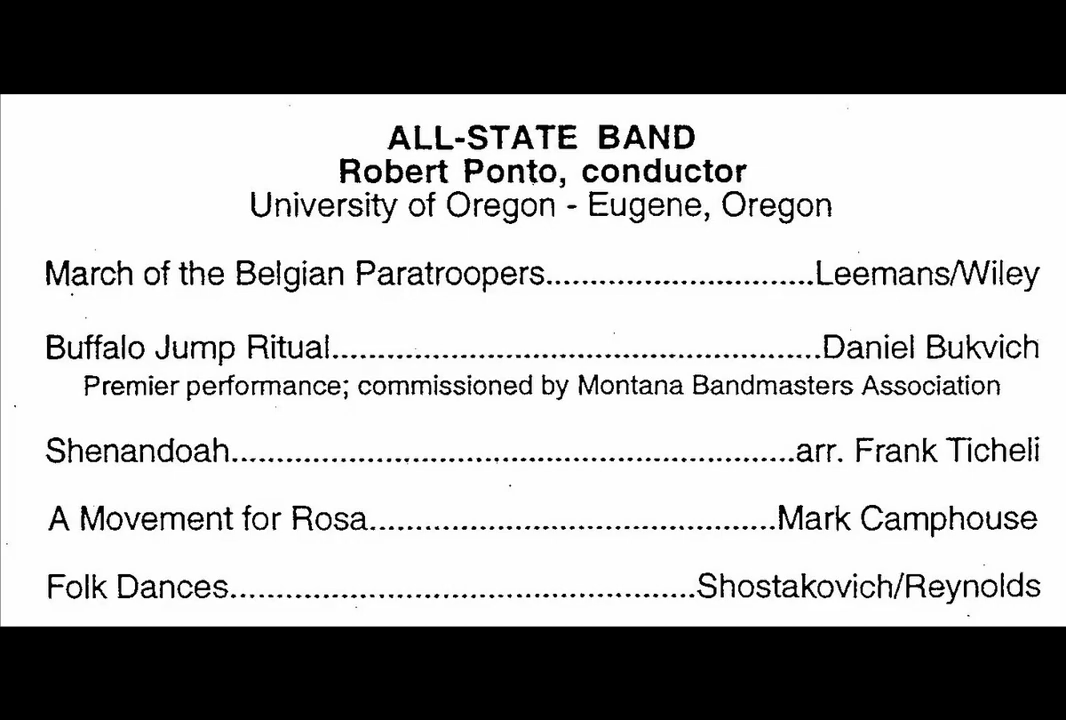 ALL-STATE BAND
Robert Ponto, conductor
University of Oregon - Eugene, Oregon
March of the Belgian Paratroopers.............................Leemans/Wiley
Buffalo Jump Ritual.....................................................Daniel Bukvich
Premier performance; commissioned by Montana Bandmasters Association
Shenandoah.............................................................arr. Frank Ticheli
A Movement for Rosa............................................Mark Camphouse
Folk Dances..................................................Shostakovich/Reynolds